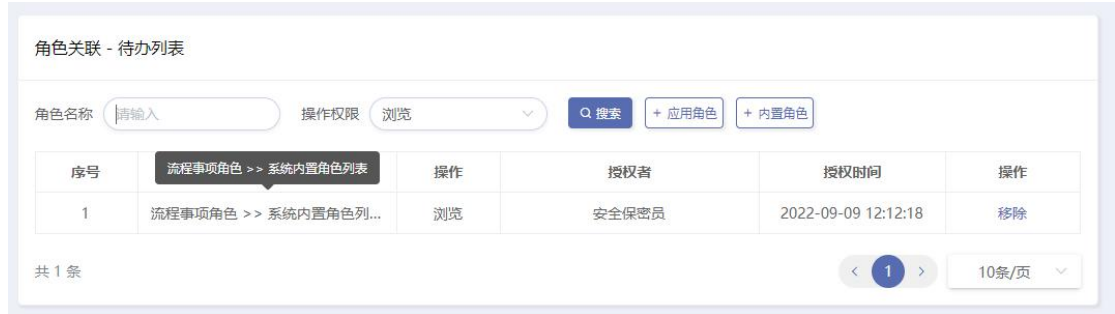 角色关联 - 待办列表
角色名称 请输入 操作权限 浏览 搜索 + 应用角色 + 内置角色
序号 流程事项角色 >> 系统内置角色列表 操作 授权者 授权时间 操作
1 流程事项角色 >> 系统内置角色列... 浏览 安全保密员 2022-09-09 12:12:18 移除
共 1 条 < 1 > 10条/页